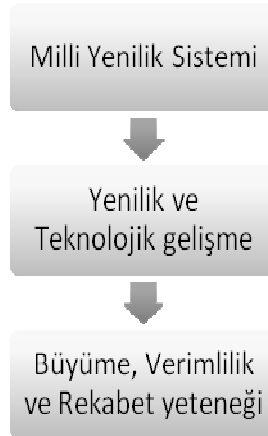 Milli Yenilik Sistemi
Yenilik ve
Teknolojik gelişme
Büyüme, Verimlilik
ve Rekabet yeteneği